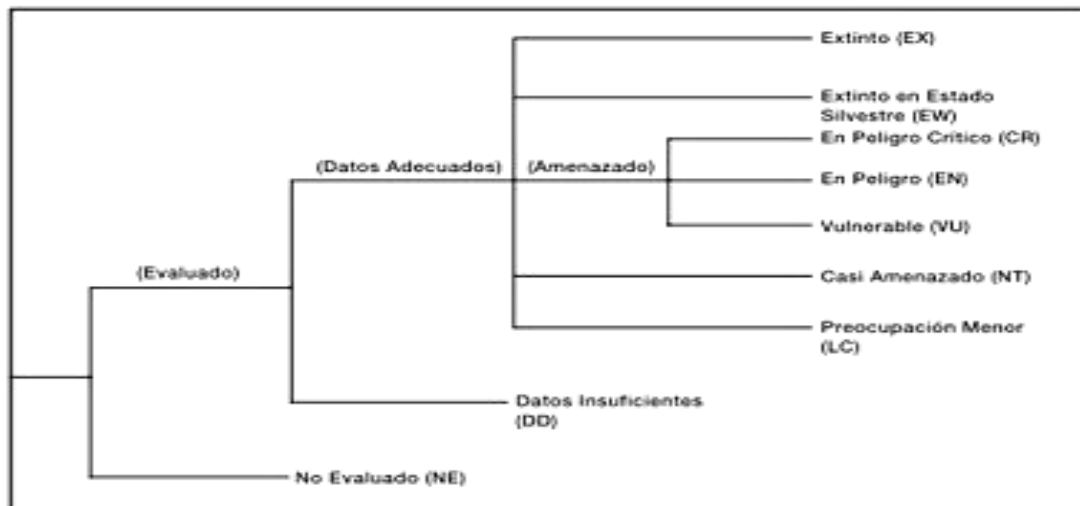 Extinto (EX)
Extinto en Estado
Silvestre (EW)
En Peligro Crítico (CR)
(Datos Adecuados)
(Amenazado)
En Peligro (EN)
Vulnerable (VU)
(Evaluado)
Casi Amenazado (NT)
Preocupación Menor
(LC)
Datos Insuficientes
(DD)
No Evaluado (NE)